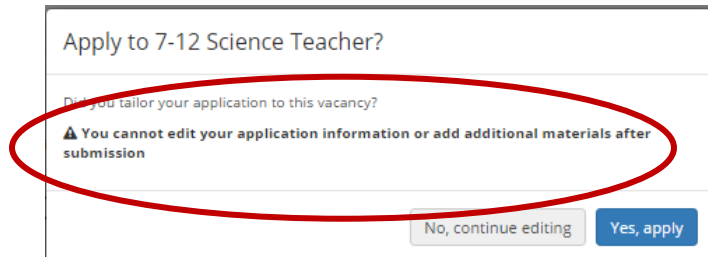 Apply to 7-12 Science Teacher?
Did you tailor your application to this vacancy?
⚠ You cannot edit your application information or add additional materials after
submission
No, continue editing
Yes, apply